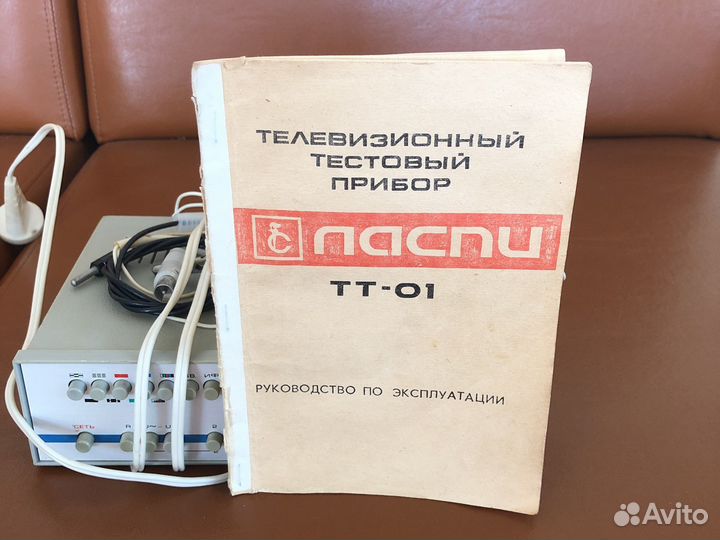 ТЕЛЕВИЗИОННЫЙ
ТЕСТОВЫЙ
ПРИБОР
ЛАСПИ
ТТ-01
РУКОВОДСТВО ПО ЭКСПЛУАТАЦИИ
СЕТЬ
Avito